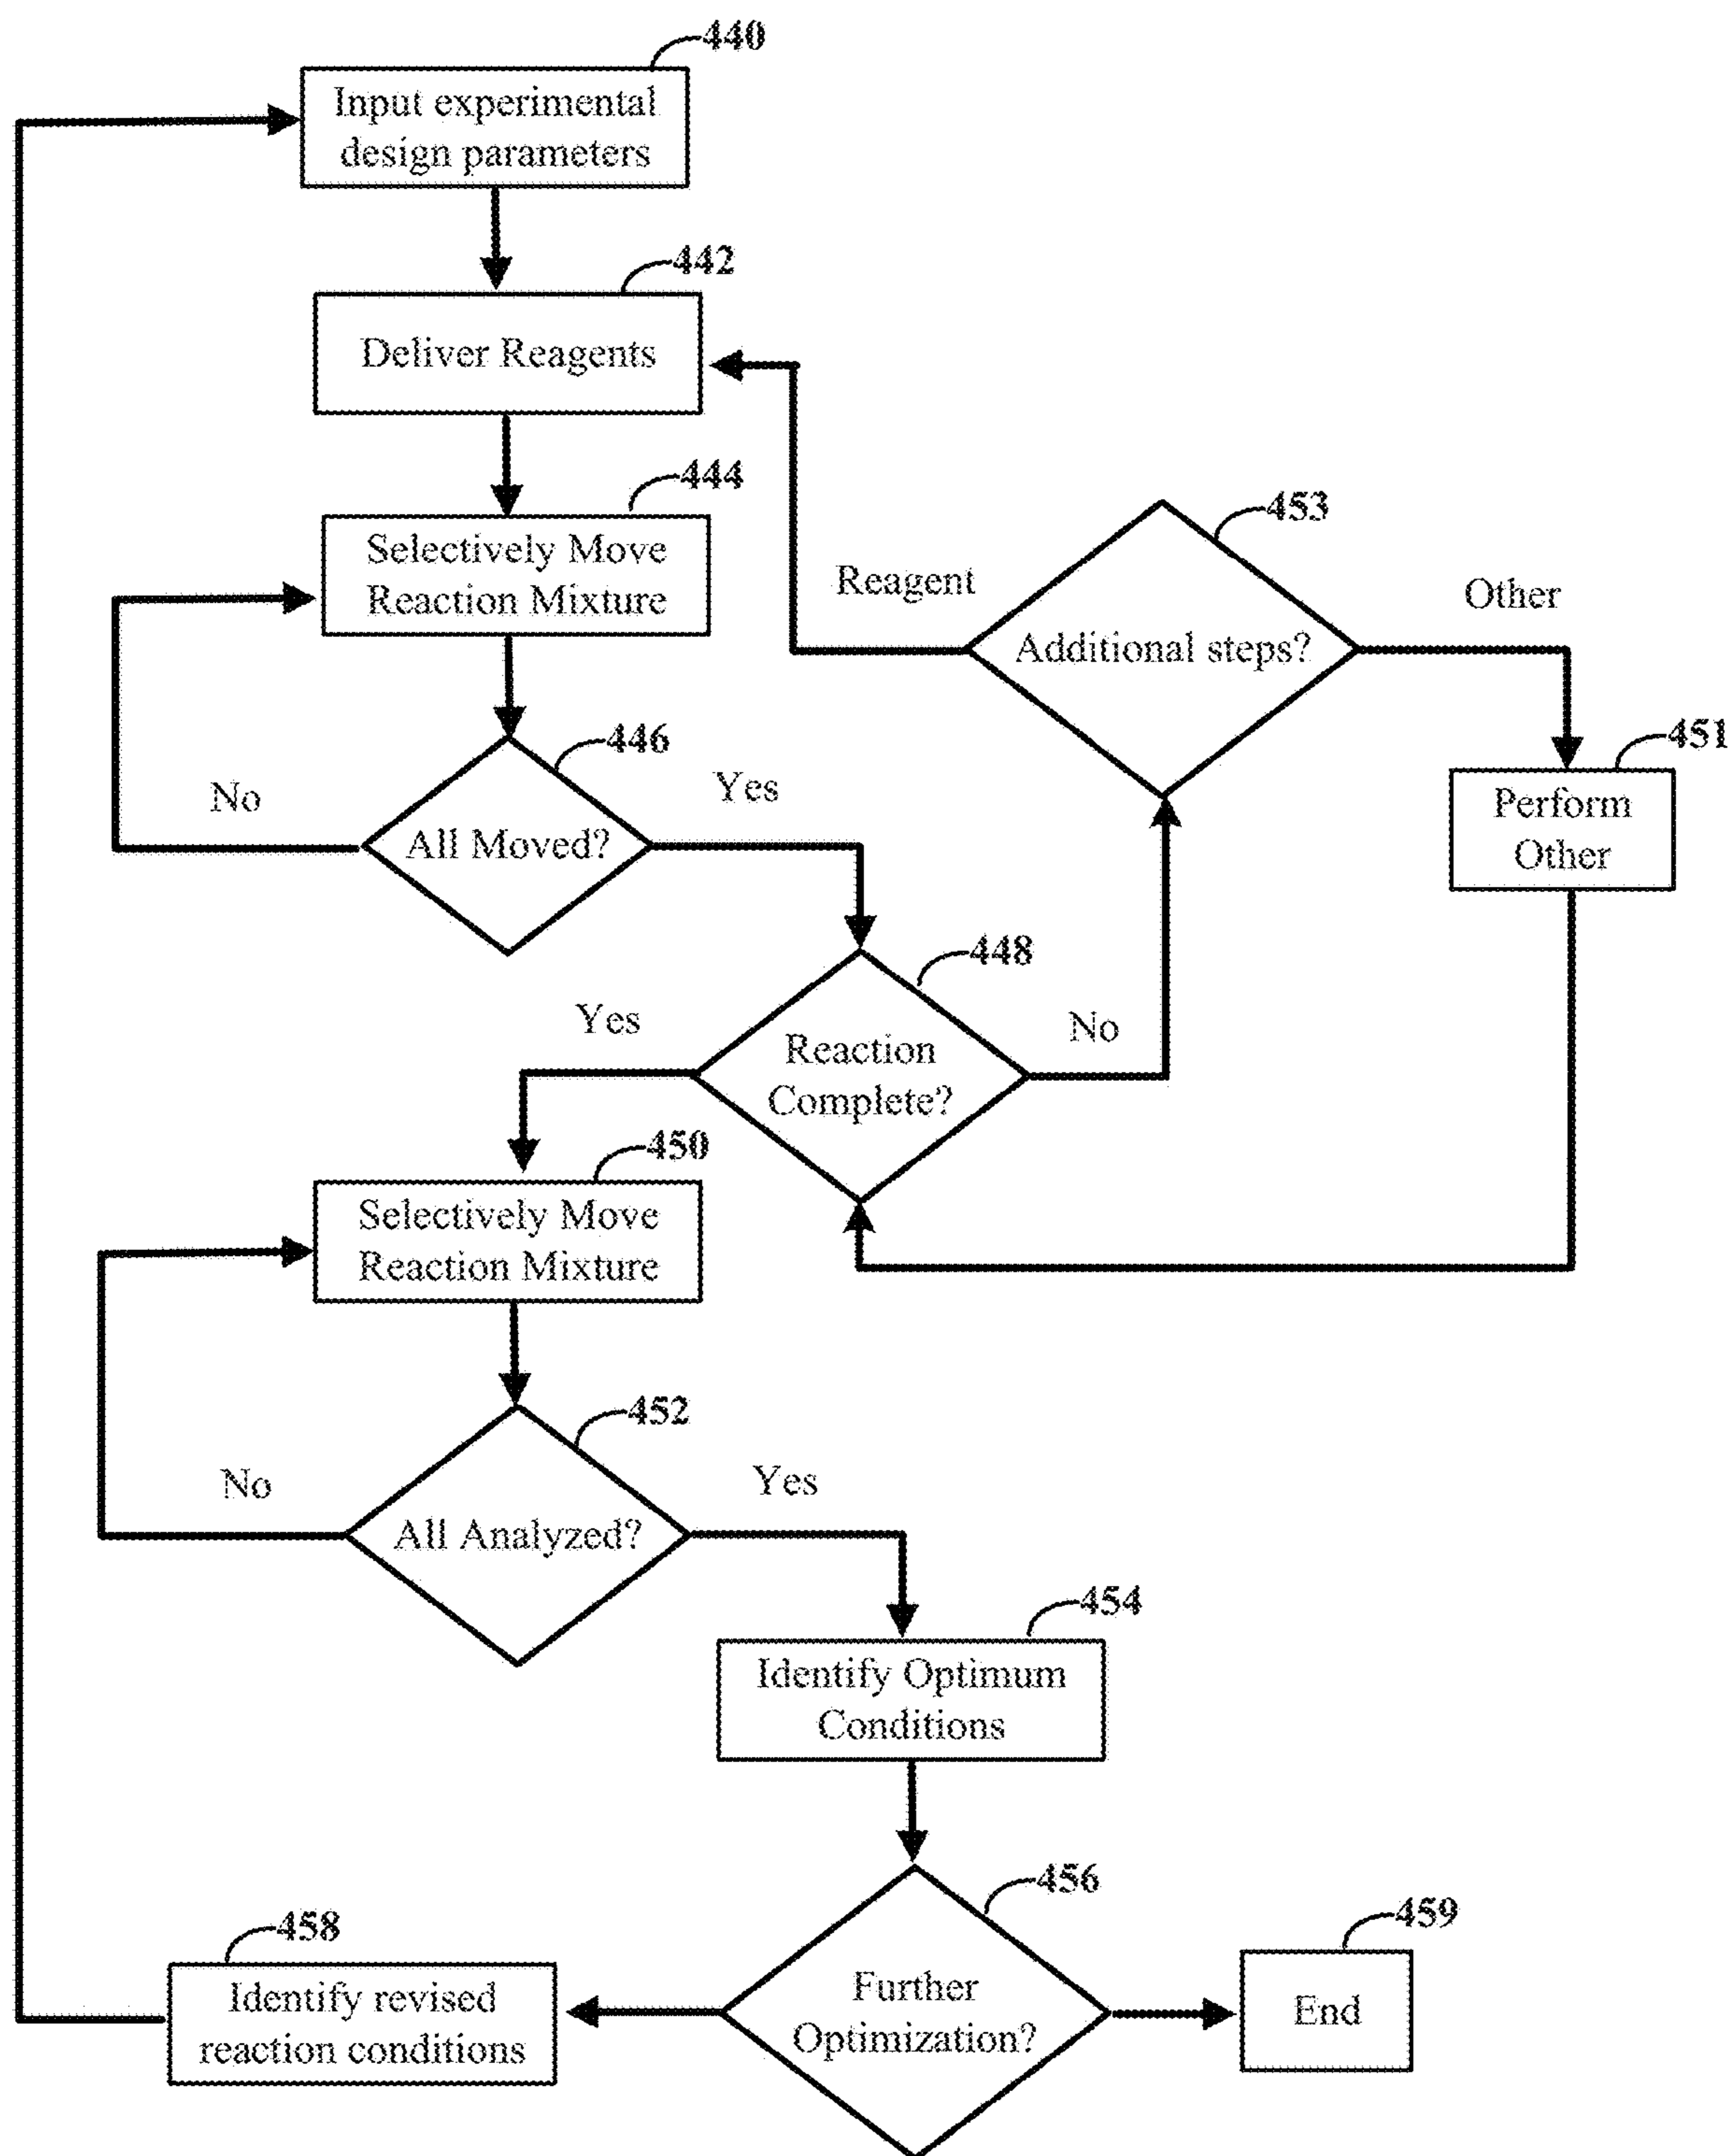 440
Input experimental
design parameters
442
Deliver Reagents
444
Selectively Move
Reaction Mixture
453
Reagent
Other
Additional steps?
451
Perform
Other
446
No
Yes
All Moved?
448
Yes
No
Reaction
Complete?
450
Selectively Move
Reaction Mixture
452
No
Yes
All Analyzed?
454
Identify Optimum
Conditions
456
Further
Optimization?
458
Identify revised
reaction conditions
459
End